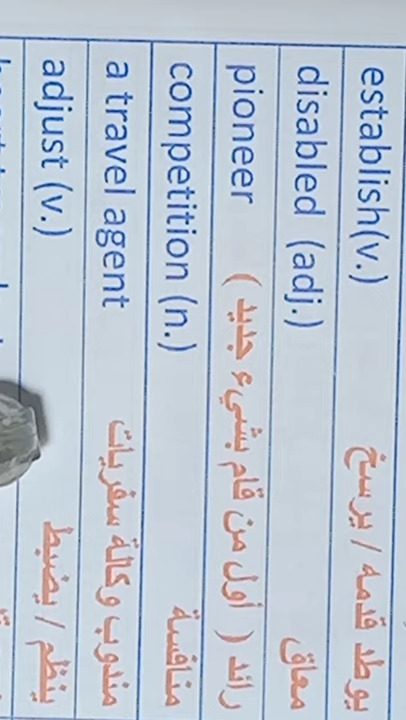 establish(v.) يوطد قدمه / يرسخ
disabled (adj.) معاق
pioneer رائد ( أول من قام بشيء جديد )
competition (n.) منافسة
a travel agent مندوب وكالة سفريات
adjust (v.) ينظم / يضبط